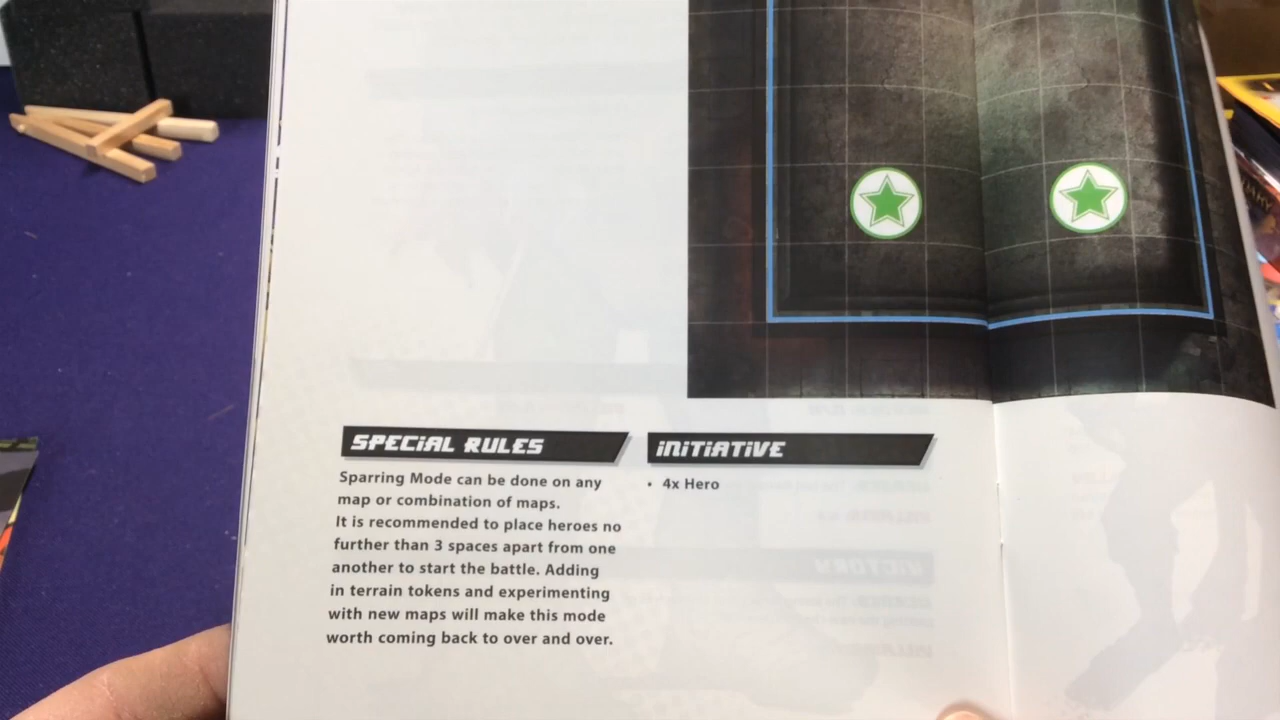 SPECIAL RULES
Sparring Mode can be done on any
map or combination of maps.
It is recommended to place heroes no
further than 3 spaces apart from one
another to start the battle. Adding
in terrain tokens and experimenting
with new maps will make this mode
worth coming back to over and over.
INITIATIVE
• 4x Hero